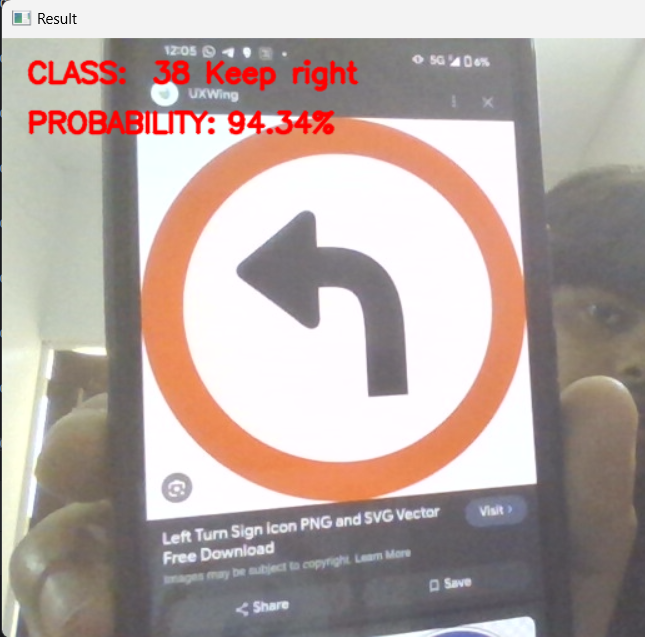 Result
CLASS: 38 Keep right
PROBABILITY: 94.34%
12:05
5G 6%
UXWing
Left Turn Sign Icon PNG and SVG Vector
Free Download
Visit >
Images may be subject to copyright. Learn More
Share
Save